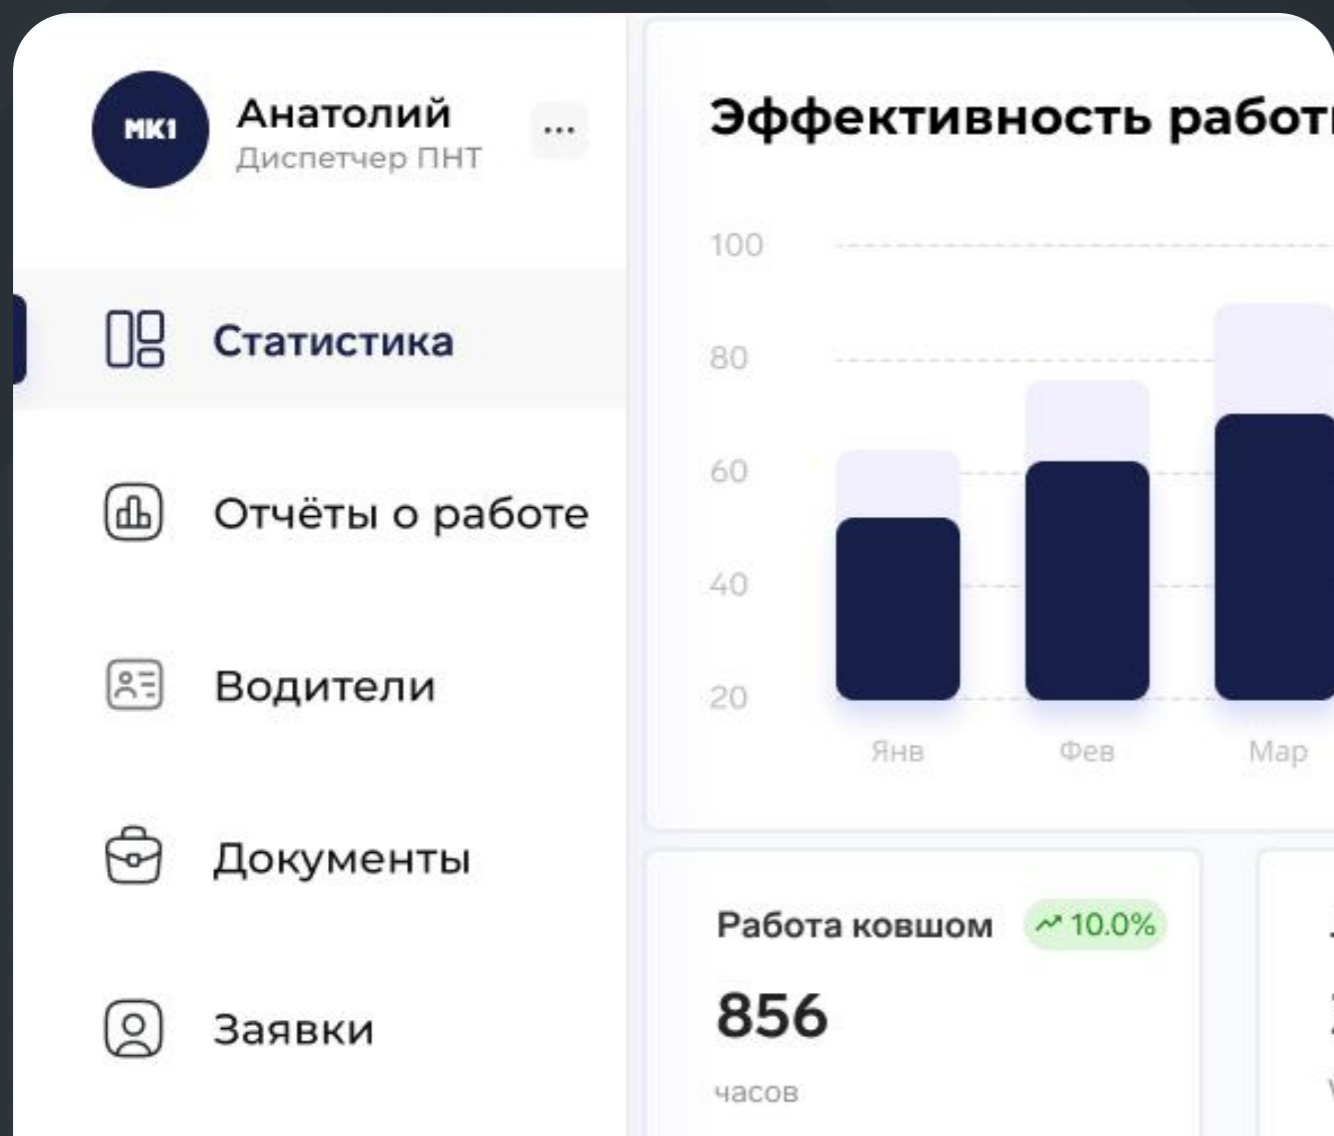 МК1
Анатолий
Диспетчер ПНТ
...
Статистика
Отчёты о работе
Водители
Документы
Заявки
Эффективность
100
80
60
40
20
Янв
Фев
Мар
Работа ковшом
10.0%
856
часов